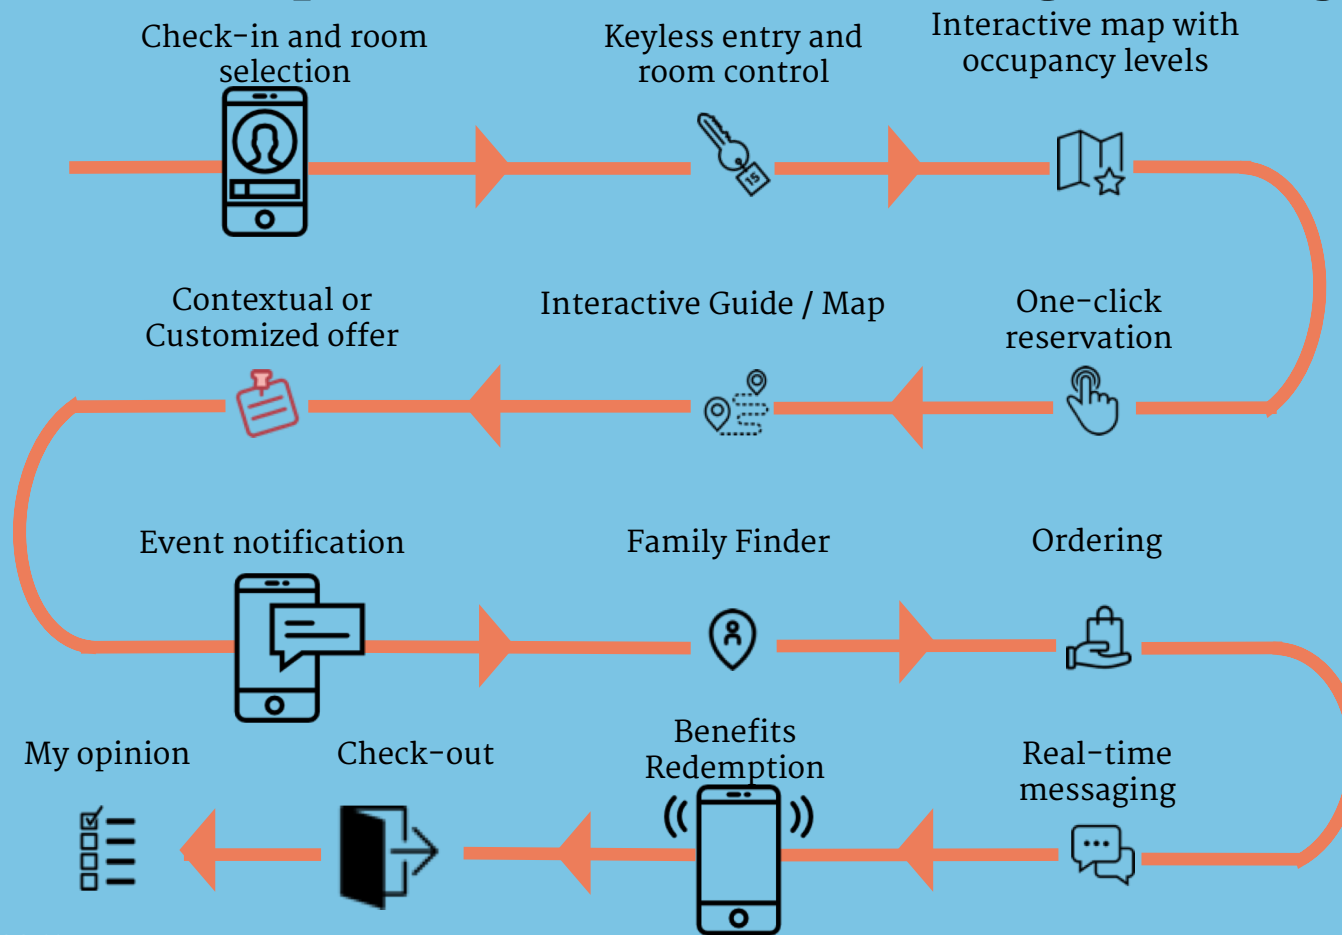 Check-in and room
selection
Keyless entry and
room control
Interactive map with
occupancy levels
15
Contextual or
Customized offer
Interactive Guide / Map
One-click
reservation
Event notification
Family Finder
Ordering
My opinion
Check-out
Benefits
Redemption
Real-time
messaging